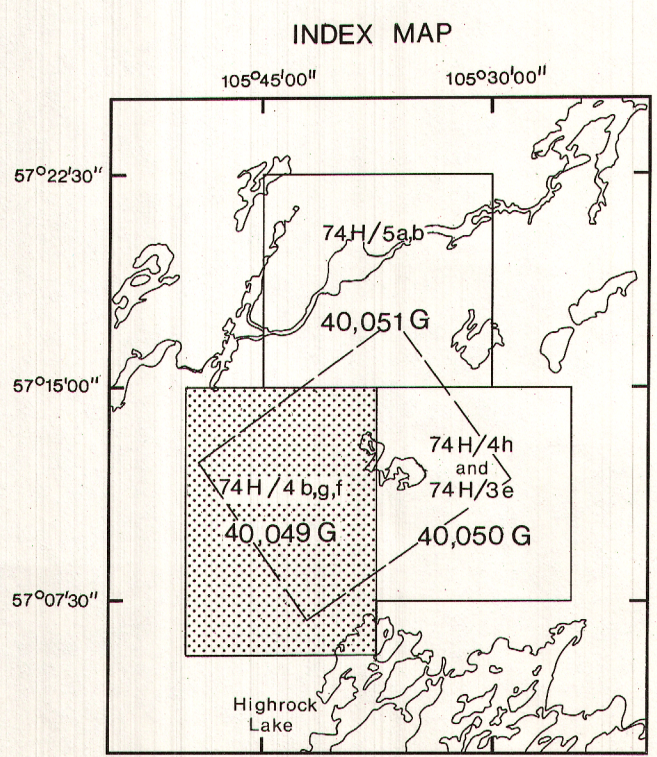 INDEX MAP
105°45'00"
105°30'00"
57°22'30"
74H/5a,b
40,051 G
57°15'00"
74H/4h
and
74H/3e
74H/4 b,g,f
40,049 G
40,050 G
57°07'30"
Highrock
Lake